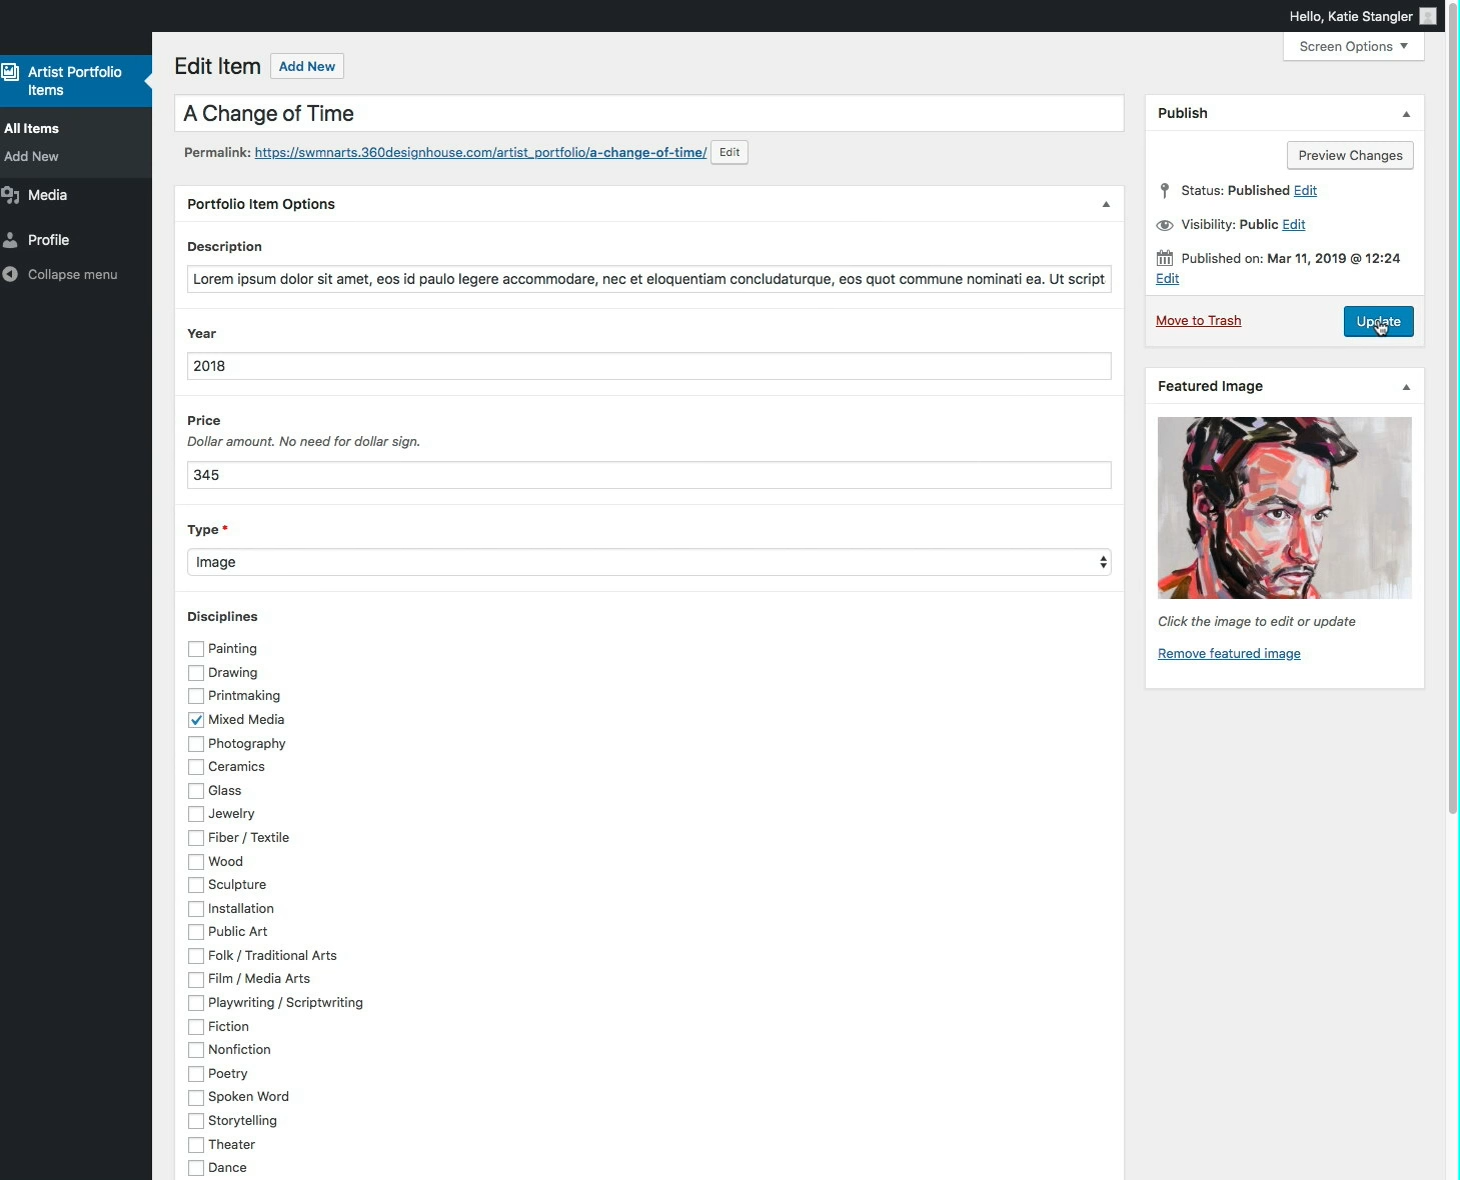 Hello, Katie Stangler
Screen Options
Artist Portfolio
Items
All Items
Add New
Media
Profile
Collapse menu
Edit Item
Add New
A Change of Time
Permalink: https://swmnarts.360designhouse.com/artist_portfolio/a-change-of-time/ Edit
Portfolio Item Options
Description
Lorem ipsum dolor sit amet, eos id paulo legere accommodare, nec et eloquentiam concludaturque, eos quot commune nominati ea. Ut script
Year
2018
Price
Dollar amount. No need for dollar sign.
345
Type *
Image
Disciplines
Painting
Drawing
Printmaking
Mixed Media
Photography
Ceramics
Glass
Jewelry
Fiber / Textile
Wood
Sculpture
Installation
Public Art
Folk / Traditional Arts
Film / Media Arts
Playwriting / Scriptwriting
Fiction
Nonfiction
Poetry
Spoken Word
Storytelling
Theater
Dance
Publish
Preview Changes
Status: Published Edit
Visibility: Public Edit
Published on: Mar 11, 2019 @ 12:24
Edit
Move to Trash
Update
Featured Image
Click the image to edit or update
Remove featured image